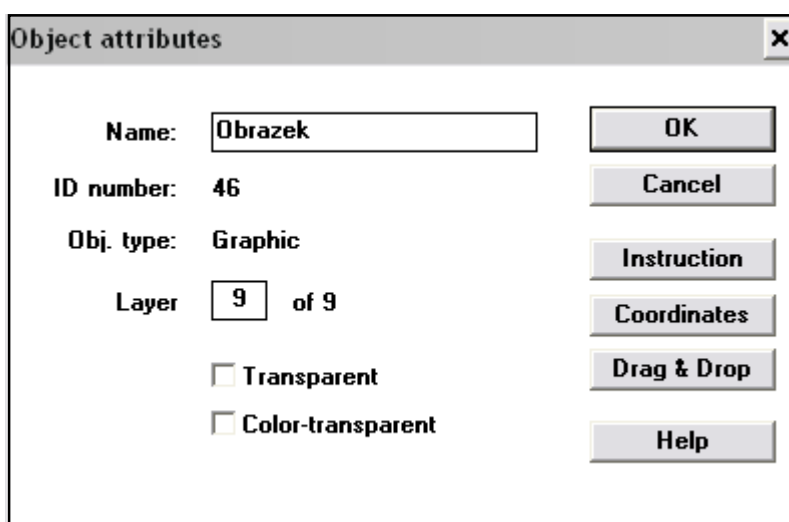 Object attributes
Name: Obrazek
OK
ID number: 46
Cancel
Obj. type: Graphic
Instruction
Layer 9 of 9
Coordinates
Transparent
Drag & Drop
Color-transparent
Help